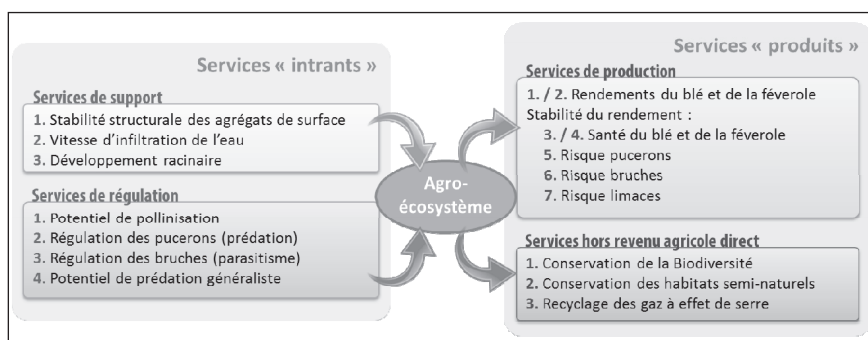 Services « intrants »
Services de support
1. Stabilité structurale des agrégats de surface
2. Vitesse d'infiltration de l'eau
3. Développement racinaire
Services de régulation
1. Potentiel de pollinisation
2. Régulation des pucerons (prédation)
3. Régulation des bruches (parasitisme)
4. Potentiel de prédation généraliste
Agro-
écosystème
Services « produits »
Services de production
1. / 2. Rendements du blé et de la féverole
Stabilité du rendement :
3. / 4. Santé du blé et de la féverole
5. Risque pucerons
6. Risque bruches
7. Risque limaces
Services hors revenu agricole direct
1. Conservation de la Biodiversité
2. Conservation des habitats semi-naturels
3. Recyclage des gaz à effet de serre